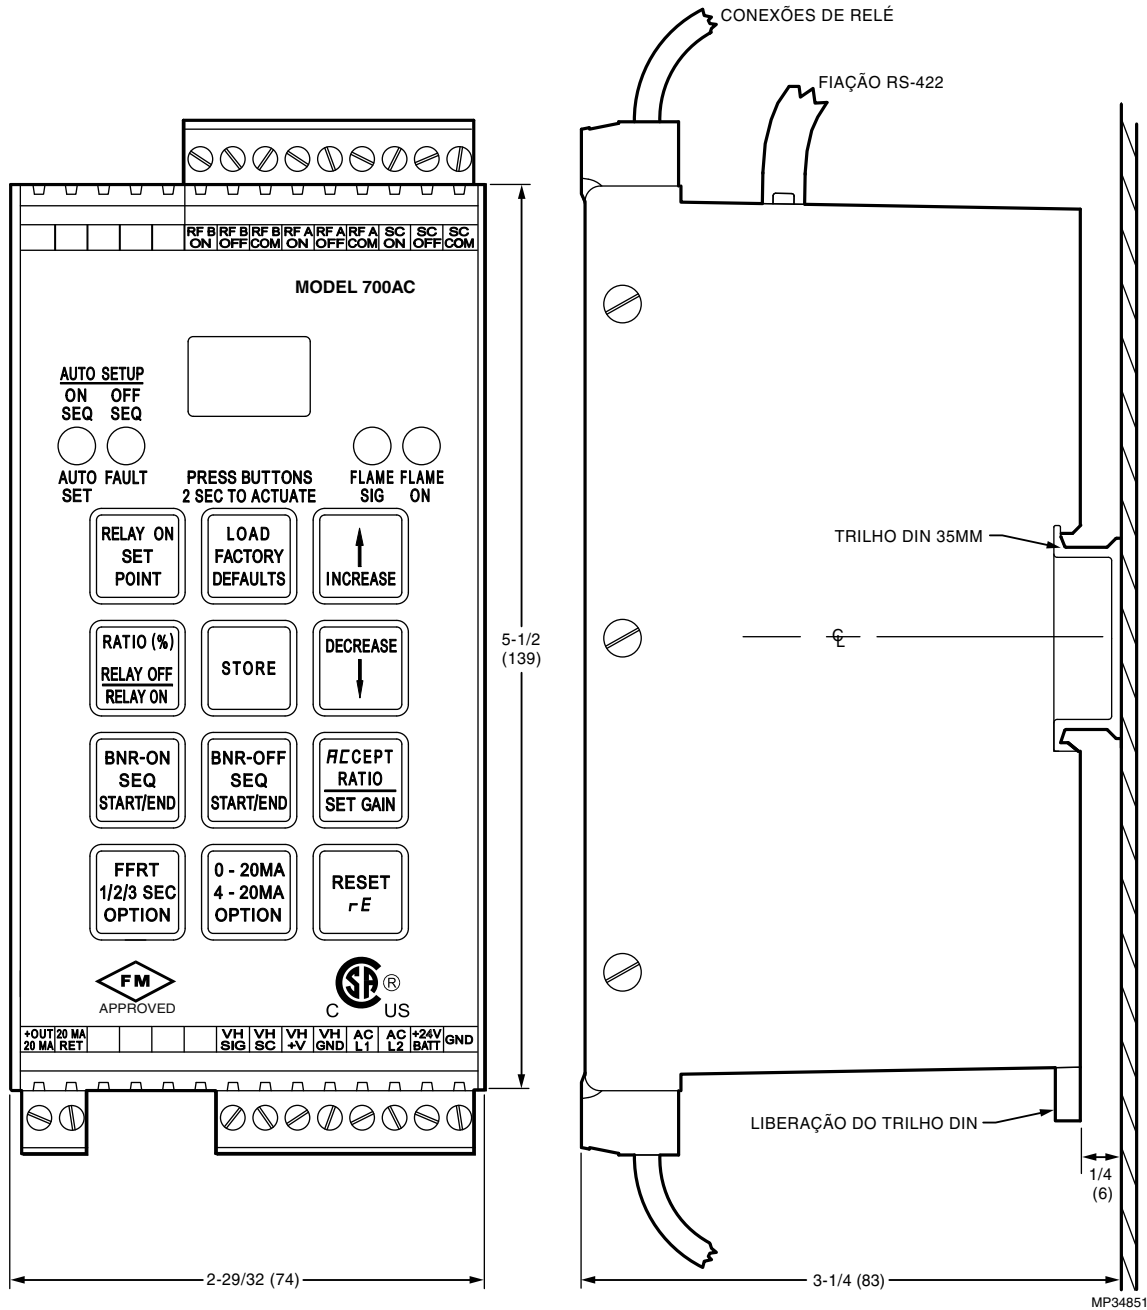 CONEXÕES DE RELÉ
FIAÇÃO RS-422
RF B ON
RF B OFF
RF B COM
RF A ON
RF A OFF
RF A COM
SC ON
SC OFF
SC COM
MODEL 700AC
AUTO SETUP
ON SEQ
OFF SEQ
AUTO SET
FAULT
PRESS BUTTONS
2 SEC TO ACTUATE
FLAME SIG
FLAME ON
RELAY ON
SET
POINT
LOAD
FACTORY
DEFAULTS
INCREASE
RATIO (%)
RELAY OFF
RELAY ON
STORE
DECREASE
BNR-ON
SEQ
START/END
BNR-OFF
SEQ
START/END
ACCEPT
RATIO
SET GAIN
FFRT
1/2/3 SEC
OPTION
0 - 20MA
4 - 20MA
OPTION
RESET
rE
FM
APPROVED
C SA ® US
+OUT 20 MA
20 MA RET
VH SIG
VH SC
VH +V
VH GND
AC L1
AC L2
+24V BATT
GND
5-1/2
(139)
2-29/32 (74)
TRILHO DIN 35MM
CL
LIBERAÇÃO DO TRILHO DIN
1/4
(6)
3-1/4 (83)
MP34851